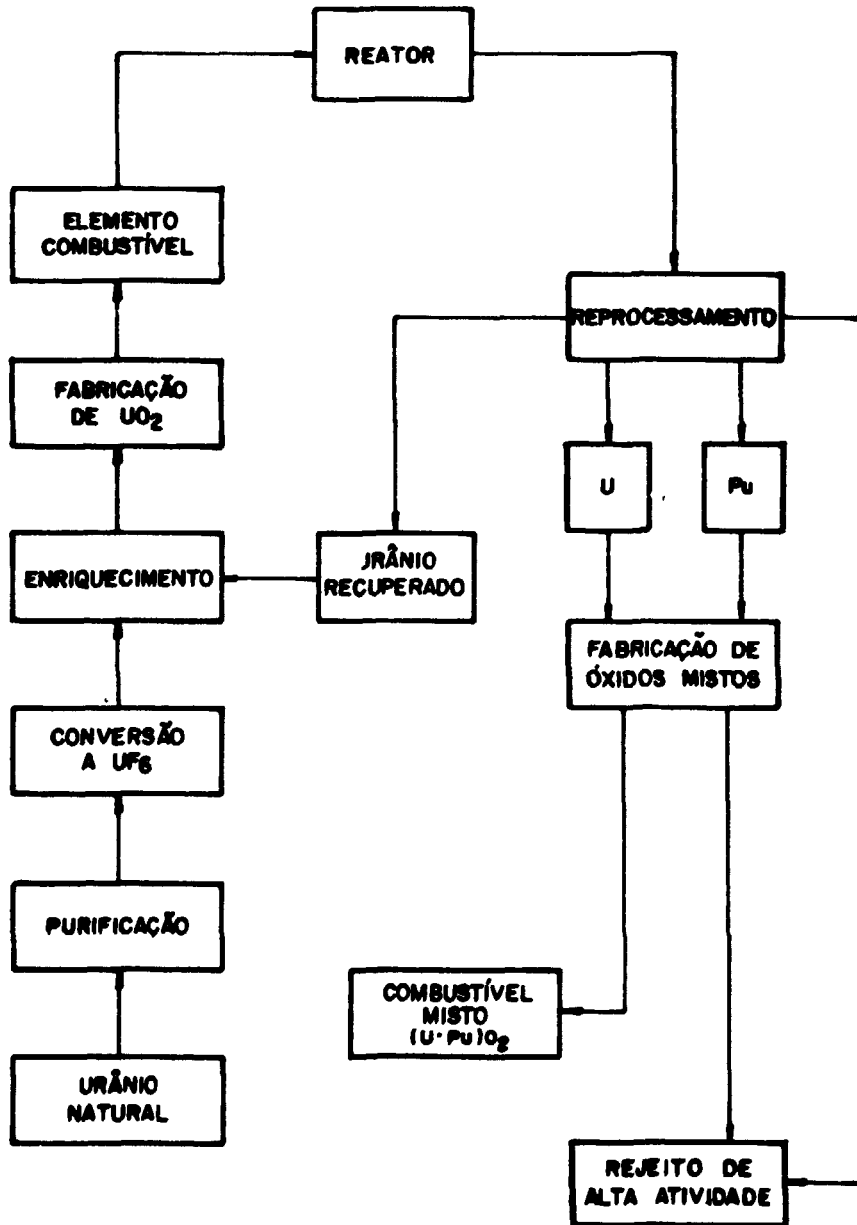 REATOR
ELEMENTO
COMBUSTÍVEL
REPROCESSAMENTO
FABRICAÇÃO
DE UO₂
U
Pu
ENRIQUECIMENTO
JRÂNIO
RECUPERADO
FABRICAÇÃO DE
ÓXIDOS MISTOS
CONVERSÃO
A UF₆
PURIFICAÇÃO
COMBUSTÍVEL
MISTO
(U·Pu)O₂
URÂNIO
NATURAL
REJEITO DE
ALTA ATIVIDADE